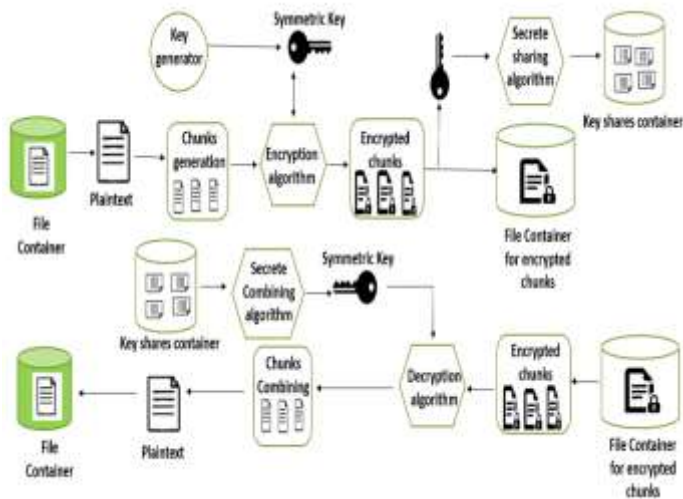 Key
generator
Symmetric Key
Secrete
sharing
algorithm
Key shares container
Chunks
generation
Encryption
algorithm
Encrypted
chunks
Plaintext
File
Container
File Container
for encrypted
chunks
Key shares container
Secrete
Combining
algorithm
Symmetric Key
File
Container
Plaintext
Chunks
Combining
Decryption
algorithm
Encrypted
chunks
File Container
for encrypted
chunks